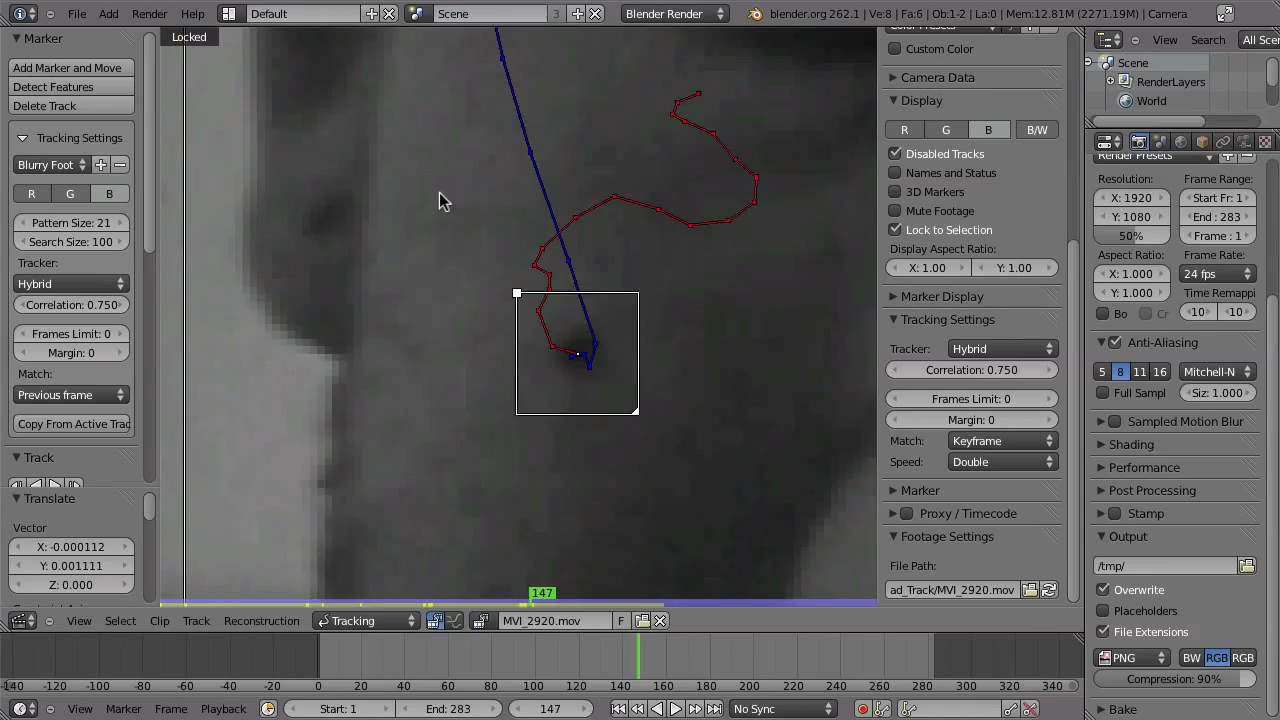 File Add Render Help Default Scene 3 Blender Render blender.org 262.1 | Ve:8 | Fa:6 | Ob:1-2 | La:0 | Mem:12.81M (2271.19M) | Camera
Locked
Marker
Add Marker and Move
Detect Features
Delete Track
Tracking Settings
Blurry Foot
R G B
Pattern Size: 21
Search Size: 100
Tracker:
Hybrid
Correlation: 0.750
Frames Limit: 0
Margin: 0
Match:
Previous frame
Copy From Active Trac
Track
Translate
Vector
X: -0.000112
Y: 0.001111
Z: 0.000
147
Custom Color
Camera Data
Display
R G B B/W
Disabled Tracks
Names and Status
3D Markers
Mute Footage
Lock to Selection
Display Aspect Ratio:
X: 1.00 Y: 1.00
Marker Display
Tracking Settings
Tracker: Hybrid
Correlation: 0.750
Frames Limit: 0
Margin: 0
Match: Keyframe
Speed: Double
Marker
Proxy / Timecode
Footage Settings
File Path:
ad_Track/MVI_2920.mov
View Search All Sce
Scene
RenderLayers
World
Render Presets
Resolution: Frame Range:
X: 1920 Start Fr: 1
Y: 1080 End : 283
50% Frame : 1
Aspect Ratio: Frame Rate:
X: 1.000 24 fps
Y: 1.000 Time Remappi
Bo Cr 10 10
Anti-Aliasing
5 8 11 16 Mitchell-N
Full Sampl Siz: 1.000
Sampled Motion Blur
Shading
Performance
Post Processing
Stamp
Output
/tmp/
Overwrite
Placeholders
File Extensions
PNG BW RGB RGB
Compression: 90%
Bake
View Select Clip Track Reconstruction Tracking MVI_2920.mov F
-140 -120 -100 -80 -60 -40 -20 0 20 40 60 80 100 120 140 160 180 200 220 240 260 280 300 320 340
View Marker Frame Playback Start: 1 End: 283 147 No Sync